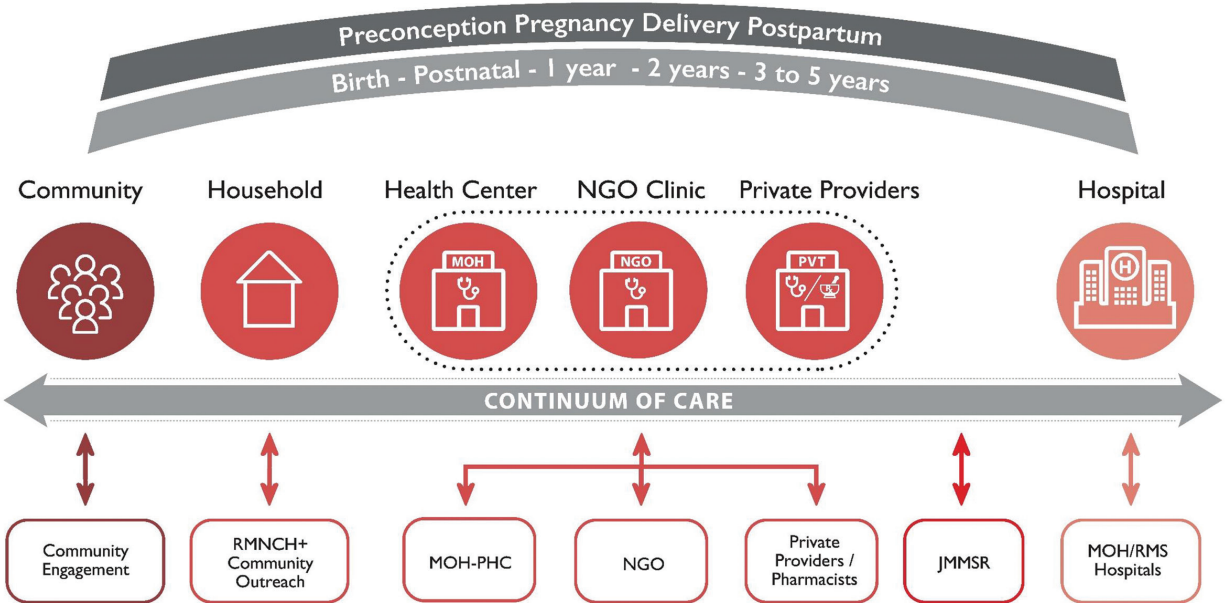 Preconception Pregnancy Delivery Postpartum
Birth - Postnatal - 1 year - 2 years - 3 to 5 years
Community
Household
Health Center
NGO Clinic
Private Providers
Hospital
MOH
NGO
PVT
H
CONTINUUM OF CARE
Community
Engagement
RMNCH+
Community
Outreach
MOH-PHC
NGO
Private
Providers /
Pharmacists
JMMSR
MOH/RMS
Hospitals